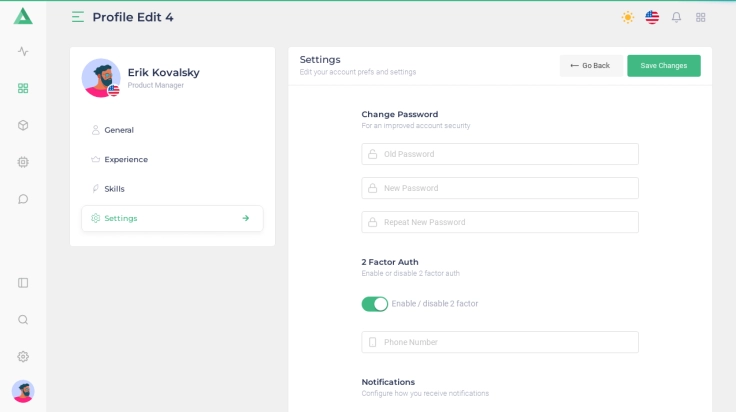 Profile Edit 4
Erik Kovalsky
Product Manager
General
Experience
Skills
Settings
Settings
Edit your account prefs and settings
Go Back
Save Changes
Change Password
For an improved account security
Old Password
New Password
Repeat New Password
2 Factor Auth
Enable or disable 2 factor auth
Enable / disable 2 factor
Phone Number
Notifications
Configure how you receive notifications